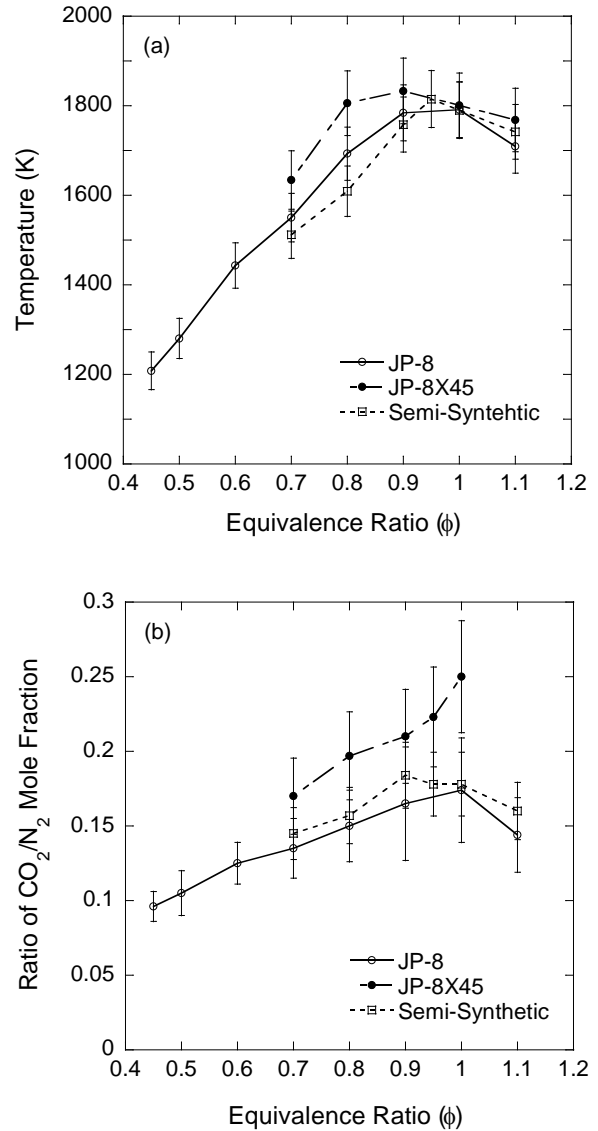 (a)
2000
1800
1600
1400
1200
1000
Temperature (K)
JP-8
JP-8X45
Semi-Syntehtic
0.4 0.5 0.6 0.7 0.8 0.9 1 1.1 1.2
Equivalence Ratio (ϕ)
(b)
0.3
0.25
0.2
0.15
0.1
0.05
0
Ratio of CO₂/N₂ Mole Fraction
JP-8
JP-8X45
Semi-Synthetic
0.4 0.5 0.6 0.7 0.8 0.9 1 1.1 1.2
Equivalence Ratio (ϕ)